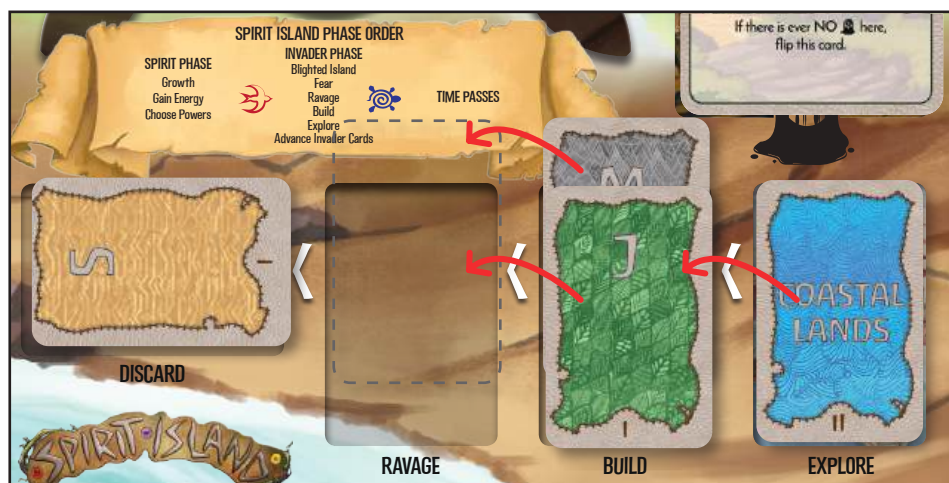 SPIRIT ISLAND PHASE ORDER
SPIRIT PHASE
Growth
Gain Energy
Choose Powers
INVADER PHASE
Blighted Island
Fear
Ravage
Build
Explore
Advance Invader Cards
TIME PASSES
If there is ever NO here,
flip this card.
S
I
DISCARD
RAVAGE
M
J
I
BUILD
COASTAL
LANDS
II
EXPLORE
SPIRIT ISLAND